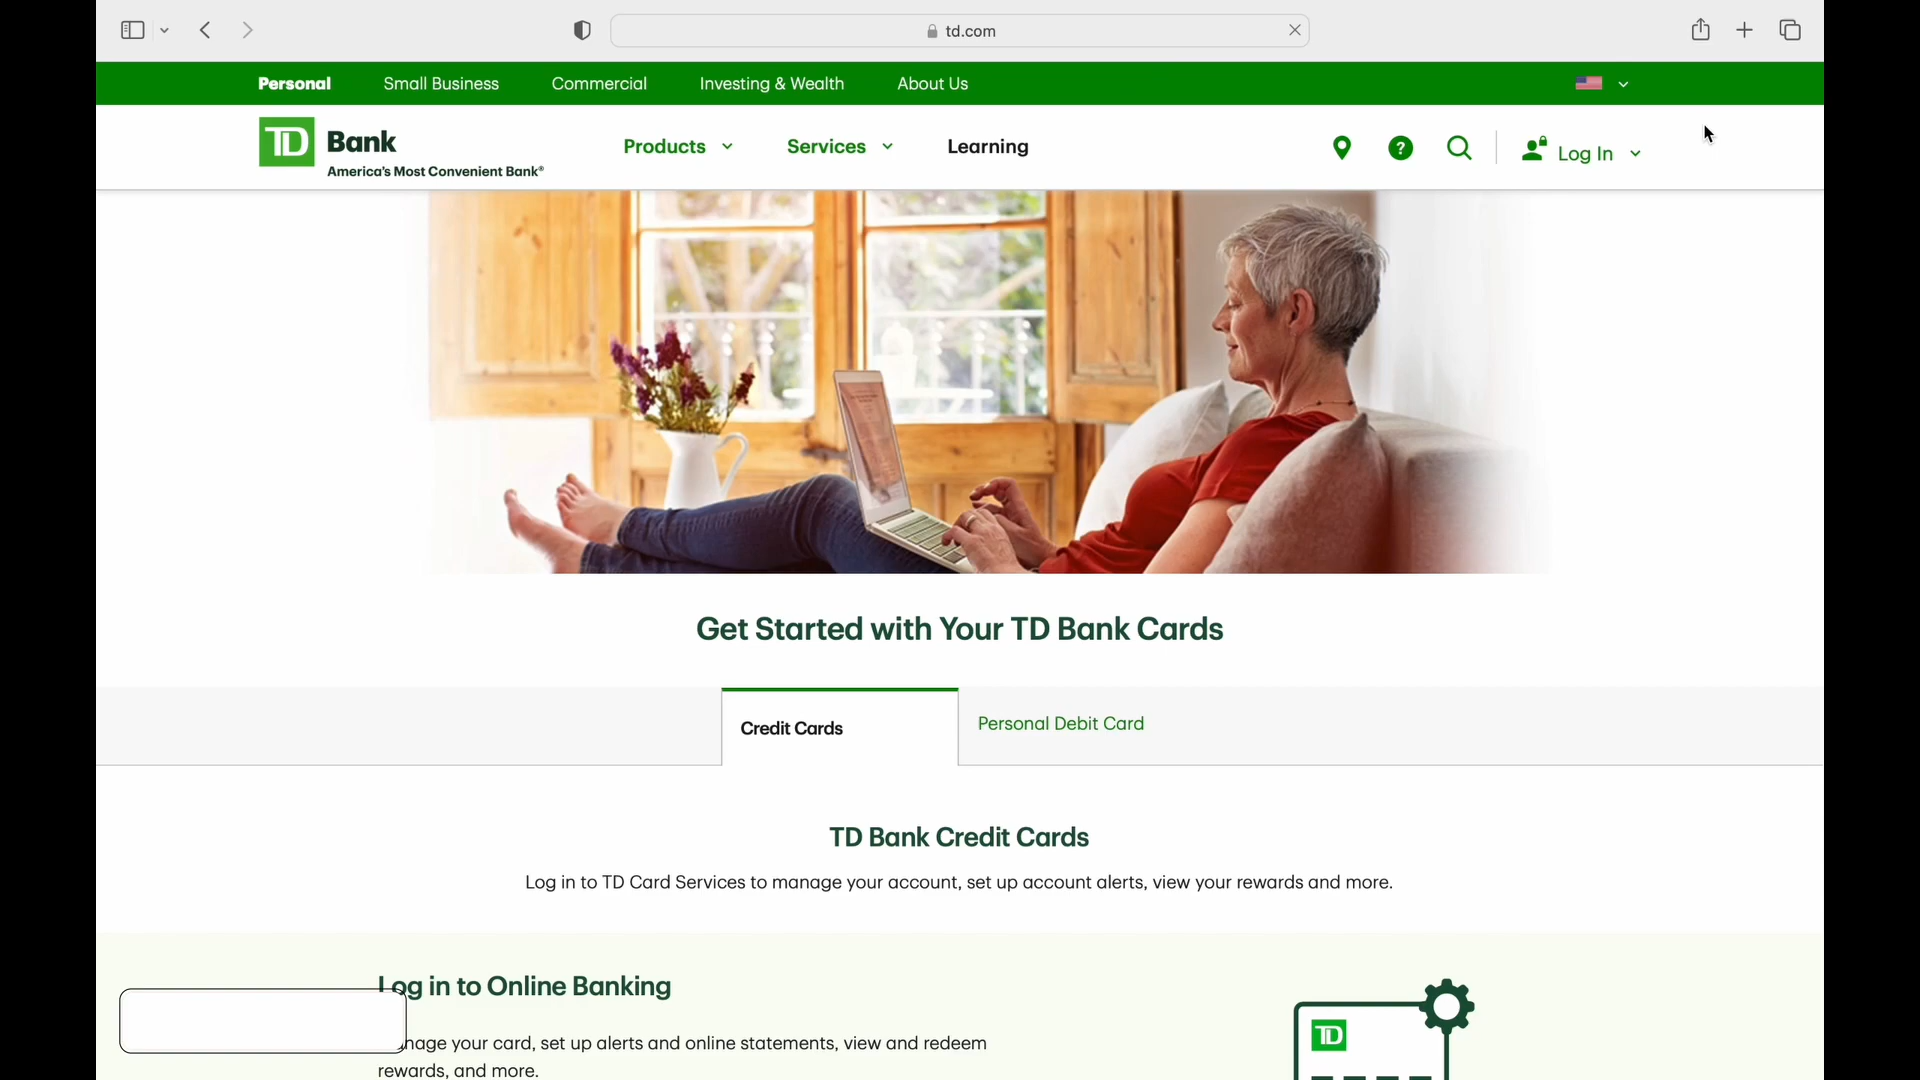 td.com
Personal Small Business Commercial Investing & Wealth About Us
TD Bank
America's Most Convenient Bank®
Products Services Learning
? Log In
Get Started with Your TD Bank Cards
Credit Cards Personal Debit Card
TD Bank Credit Cards
Log in to TD Card Services to manage your account, set up account alerts, view your rewards and more.
Log in to Online Banking
TD
your card, set up alerts and online statements, view and redeem
rewards, and more.